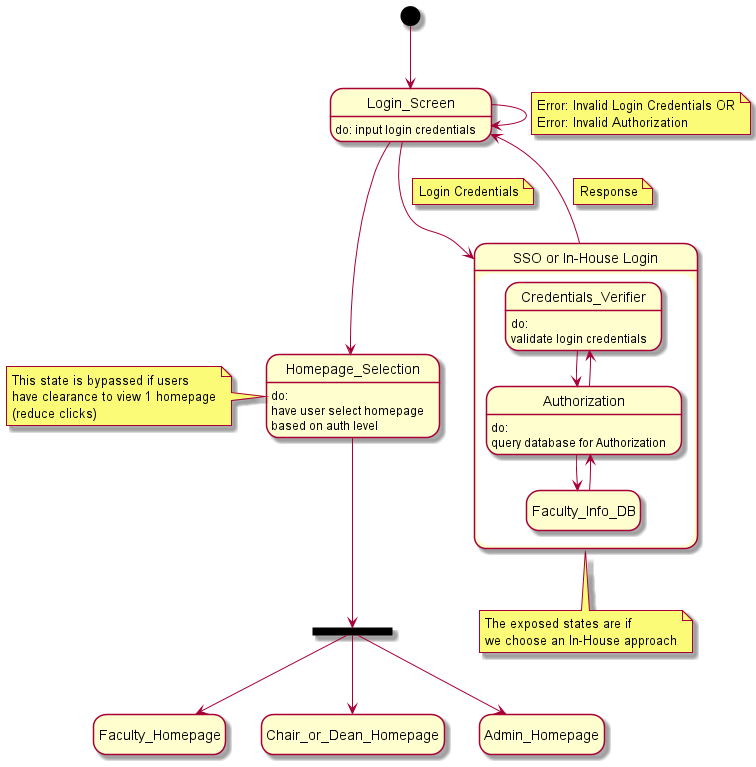 Login_Screen
do: input login credentials
Error: Invalid Login Credentials OR
Error: Invalid Authorization
Login Credentials
Response
SSO or In-House Login
Credentials_Verifier
do:
validate login credentials
Homepage_Selection
do:
have user select homepage
based on auth level
This state is bypassed if users
have clearance to view 1 homepage
(reduce clicks)
Authorization
do:
query database for Authorization
Faculty_Info_DB
The exposed states are if
we choose an In-House approach
Faculty_Homepage
Chair_or_Dean_Homepage
Admin_Homepage